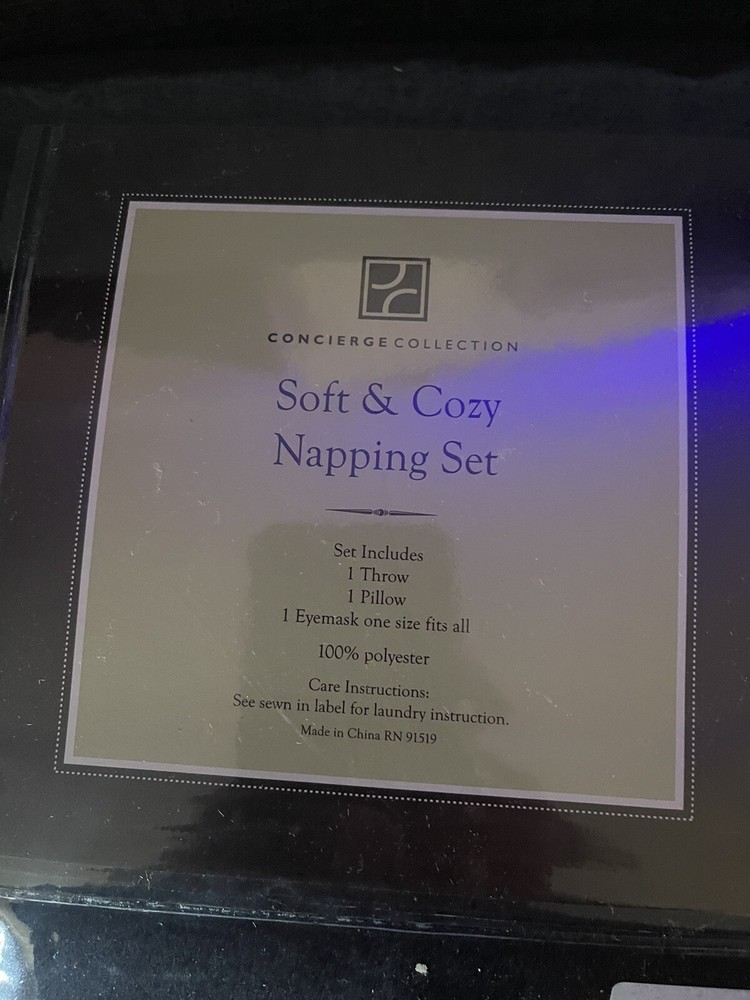 CONCIERGE COLLECTION
Soft & Cozy
Napping Set
Set Includes
1 Throw
1 Pillow
1 Eyemask one size fits all
100% polyester
Care Instructions:
See sewn in label for laundry instruction.
Made in China RN 91519